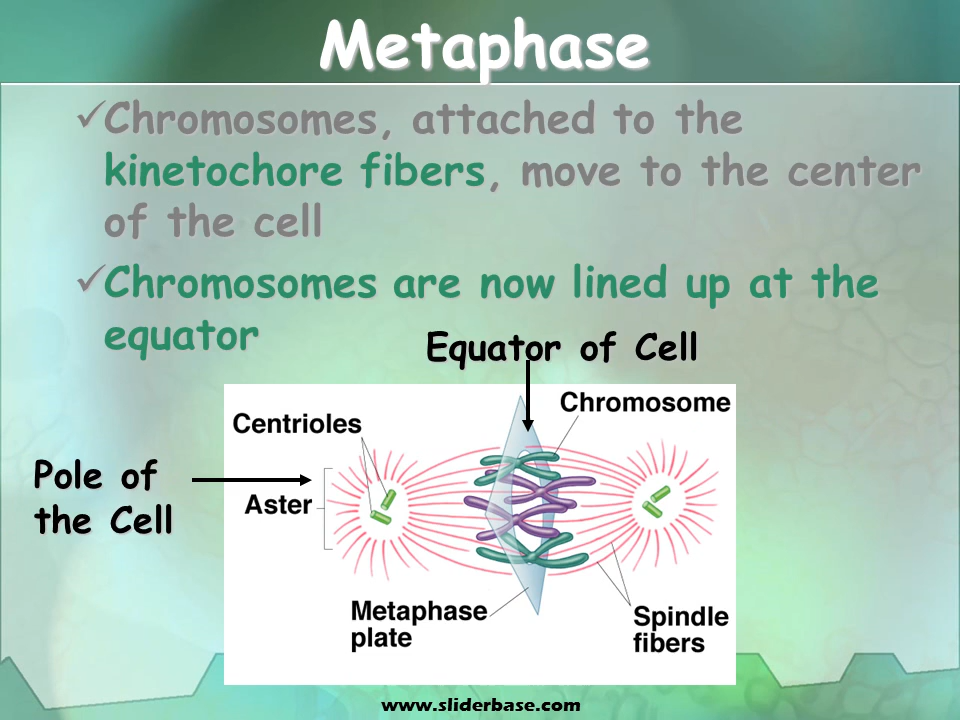 Metaphase
✓Chromosomes, attached to the
kinetochore fibers, move to the center
of the cell
✓Chromosomes are now lined up at the
equator
Equator of Cell
Chromosome
Centrioles
Pole of
the Cell
Aster
Metaphase
plate
Spindle
fibers
www.sliderbase.com